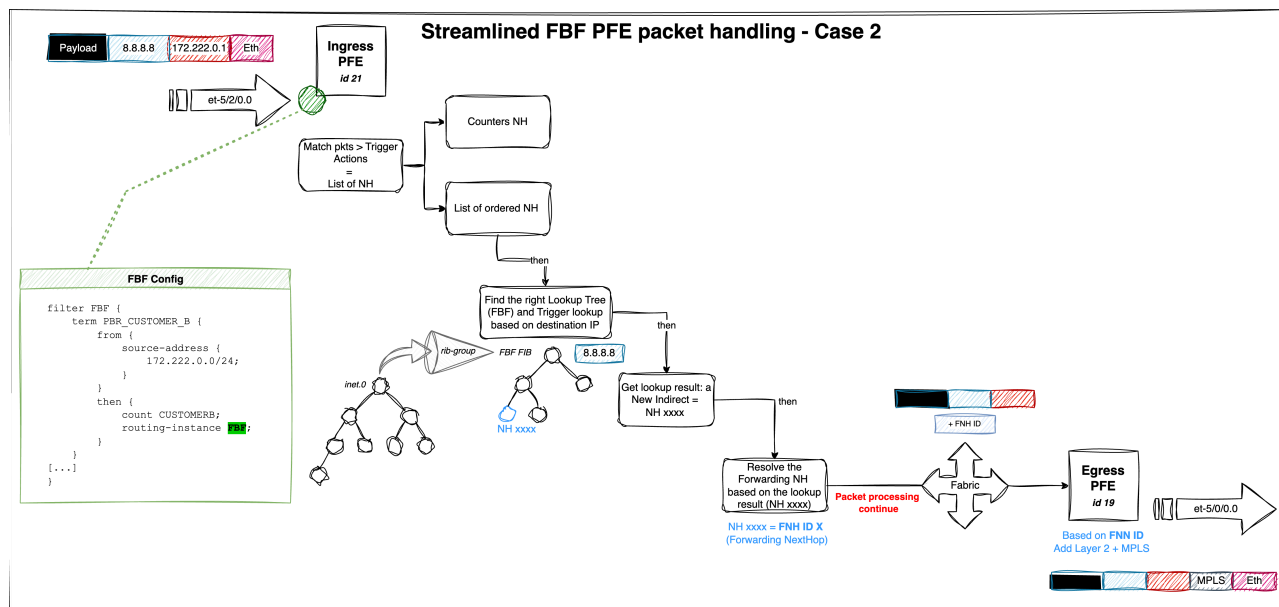 Streamlined FBF PFE packet handling - Case 2
Payload
8.8.8.8
172.222.0.1
Eth
Ingress
PFE
id 21
et-5/2/0.0
Match pkts > Trigger
Actions
=
List of NH
Counters NH
List of ordered NH
then
Find the right Lookup Tree
(FBF) and Trigger lookup
based on destination IP
then
FBF Config
filter FBF {
term PBR_CUSTOMER_B {
from {
source-address {
172.222.0.0/24;
}
}
then {
count CUSTOMERB;
routing-instance FBF;
}
}
[...]
}
inet.0
rib-group
FBF FIB
8.8.8.8
NH xxxx
Get lookup result: a
New Indirect =
NH xxxx
then
Resolve the
Forwarding NH
based on the lookup
result (NH xxxx)
NH xxxx = FNH ID X
(Forwarding NextHop)
Packet processing
continue
+ FNH ID
Fabric
Egress
PFE
id 19
et-5/0/0.0
Based on FNN ID
Add Layer 2 + MPLS
MPLS
Eth